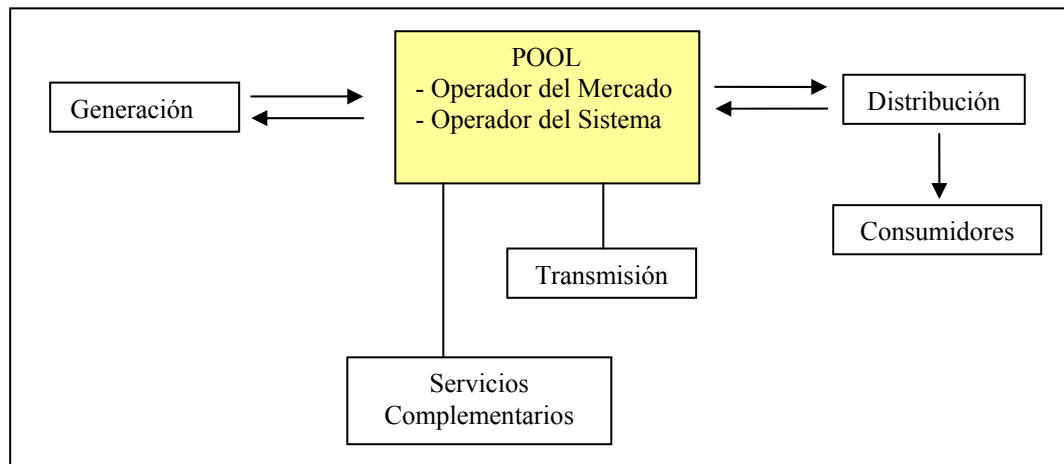 POOL
- Operador del Mercado
- Operador del Sistema
Generación
Distribución
Consumidores
Transmisión
Servicios
Complementarios